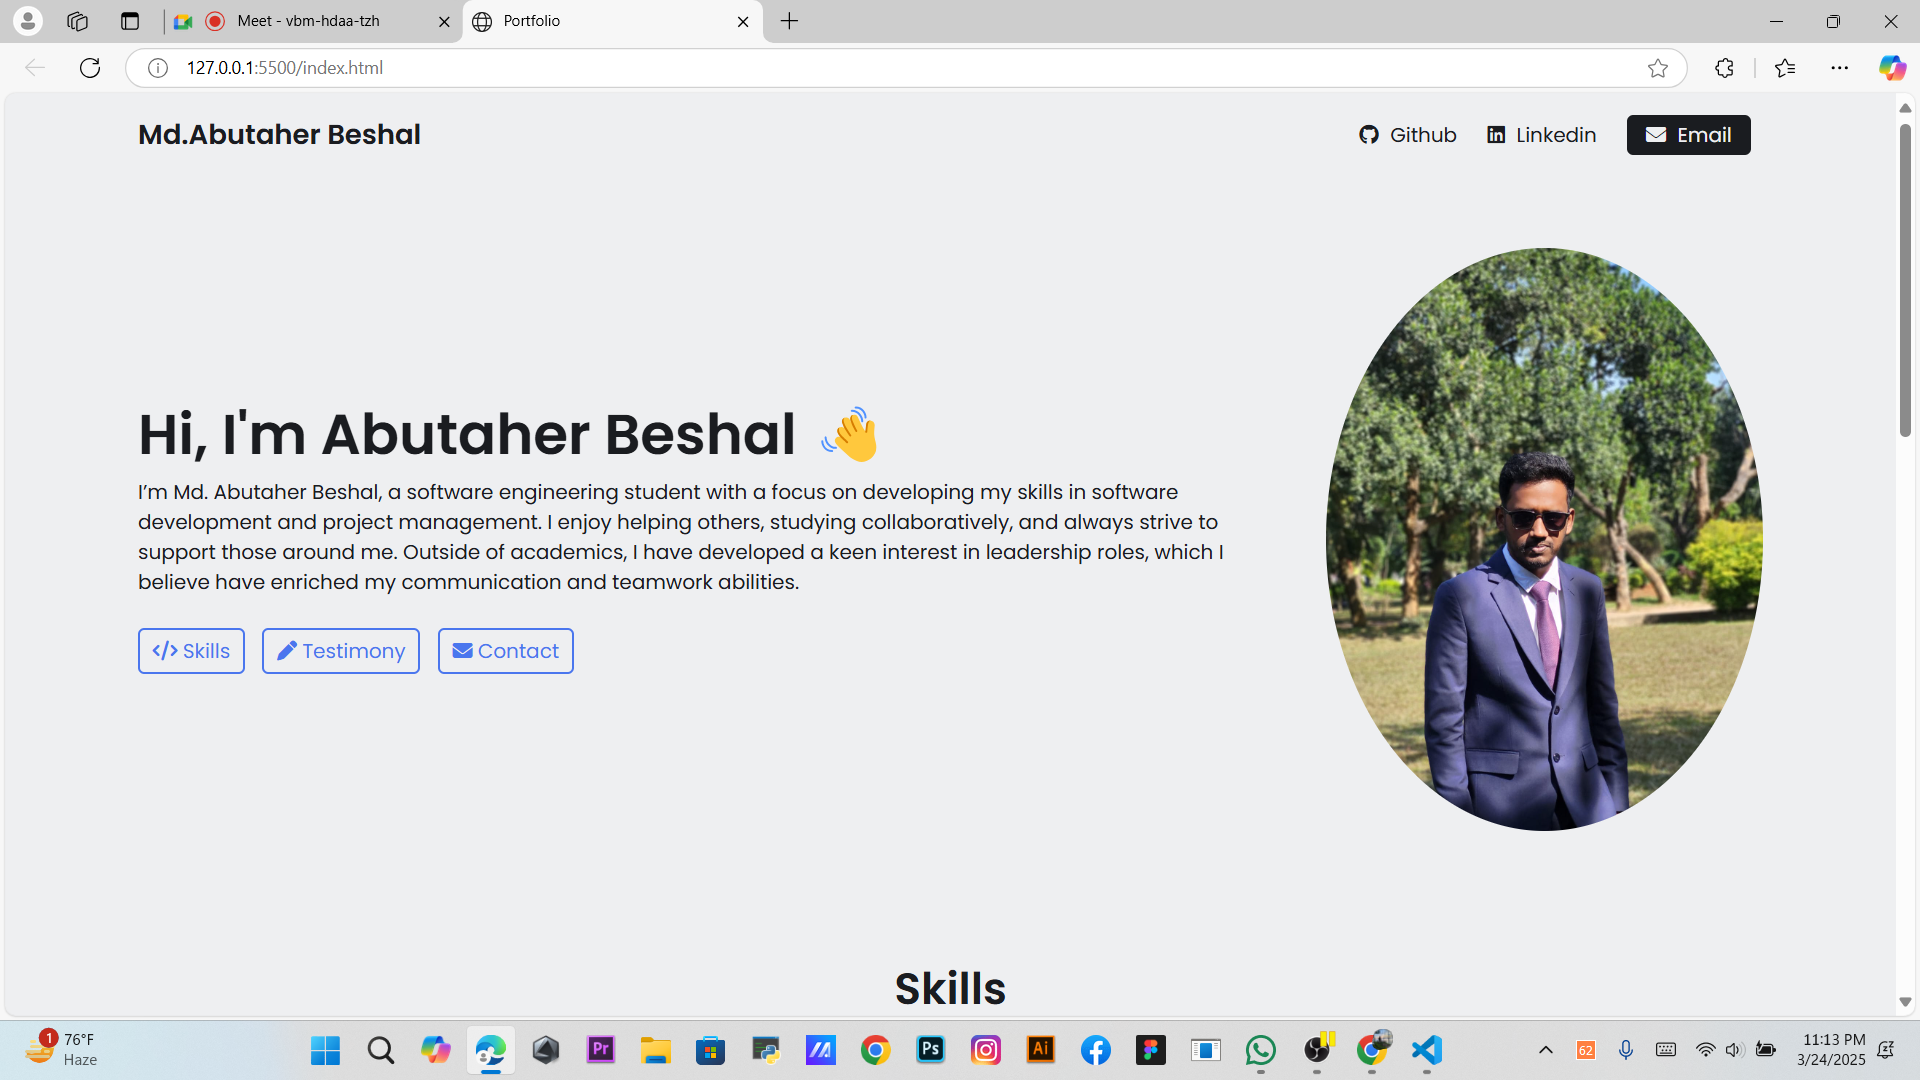 Meet - vbm-hdaa-tzh
Portfolio
127.0.0.1:5500/index.html
Md.Abutaher Beshal
Github
Linkedin
Email
Hi, I'm Abutaher Beshal
I’m Md. Abutaher Beshal, a software engineering student with a focus on developing my skills in software
development and project management. I enjoy helping others, studying collaboratively, and always strive to
support those around me. Outside of academics, I have developed a keen interest in leadership roles, which I
believe have enriched my communication and teamwork abilities.
</> Skills
Testimony
Contact
Skills
1
76°F
Haze
Pr
Ps
Ai
62
11:13 PM
3/24/2025